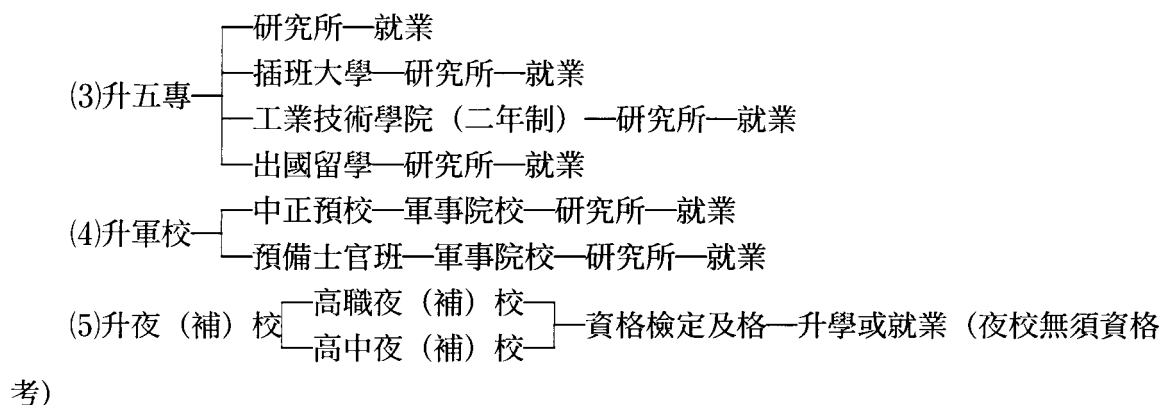 研究所—就業
插班大學—研究所—就業
(3)升五專
工業技術學院（二年制）—研究所—就業
出國留學—研究所—就業
中正預校—軍事院校—研究所—就業
(4)升軍校
預備士官班—軍事院校—研究所—就業
高職夜（補）校
(5)升夜（補）校 資格檢定及格—升學或就業（夜校無須資格
高中夜（補）校
考）